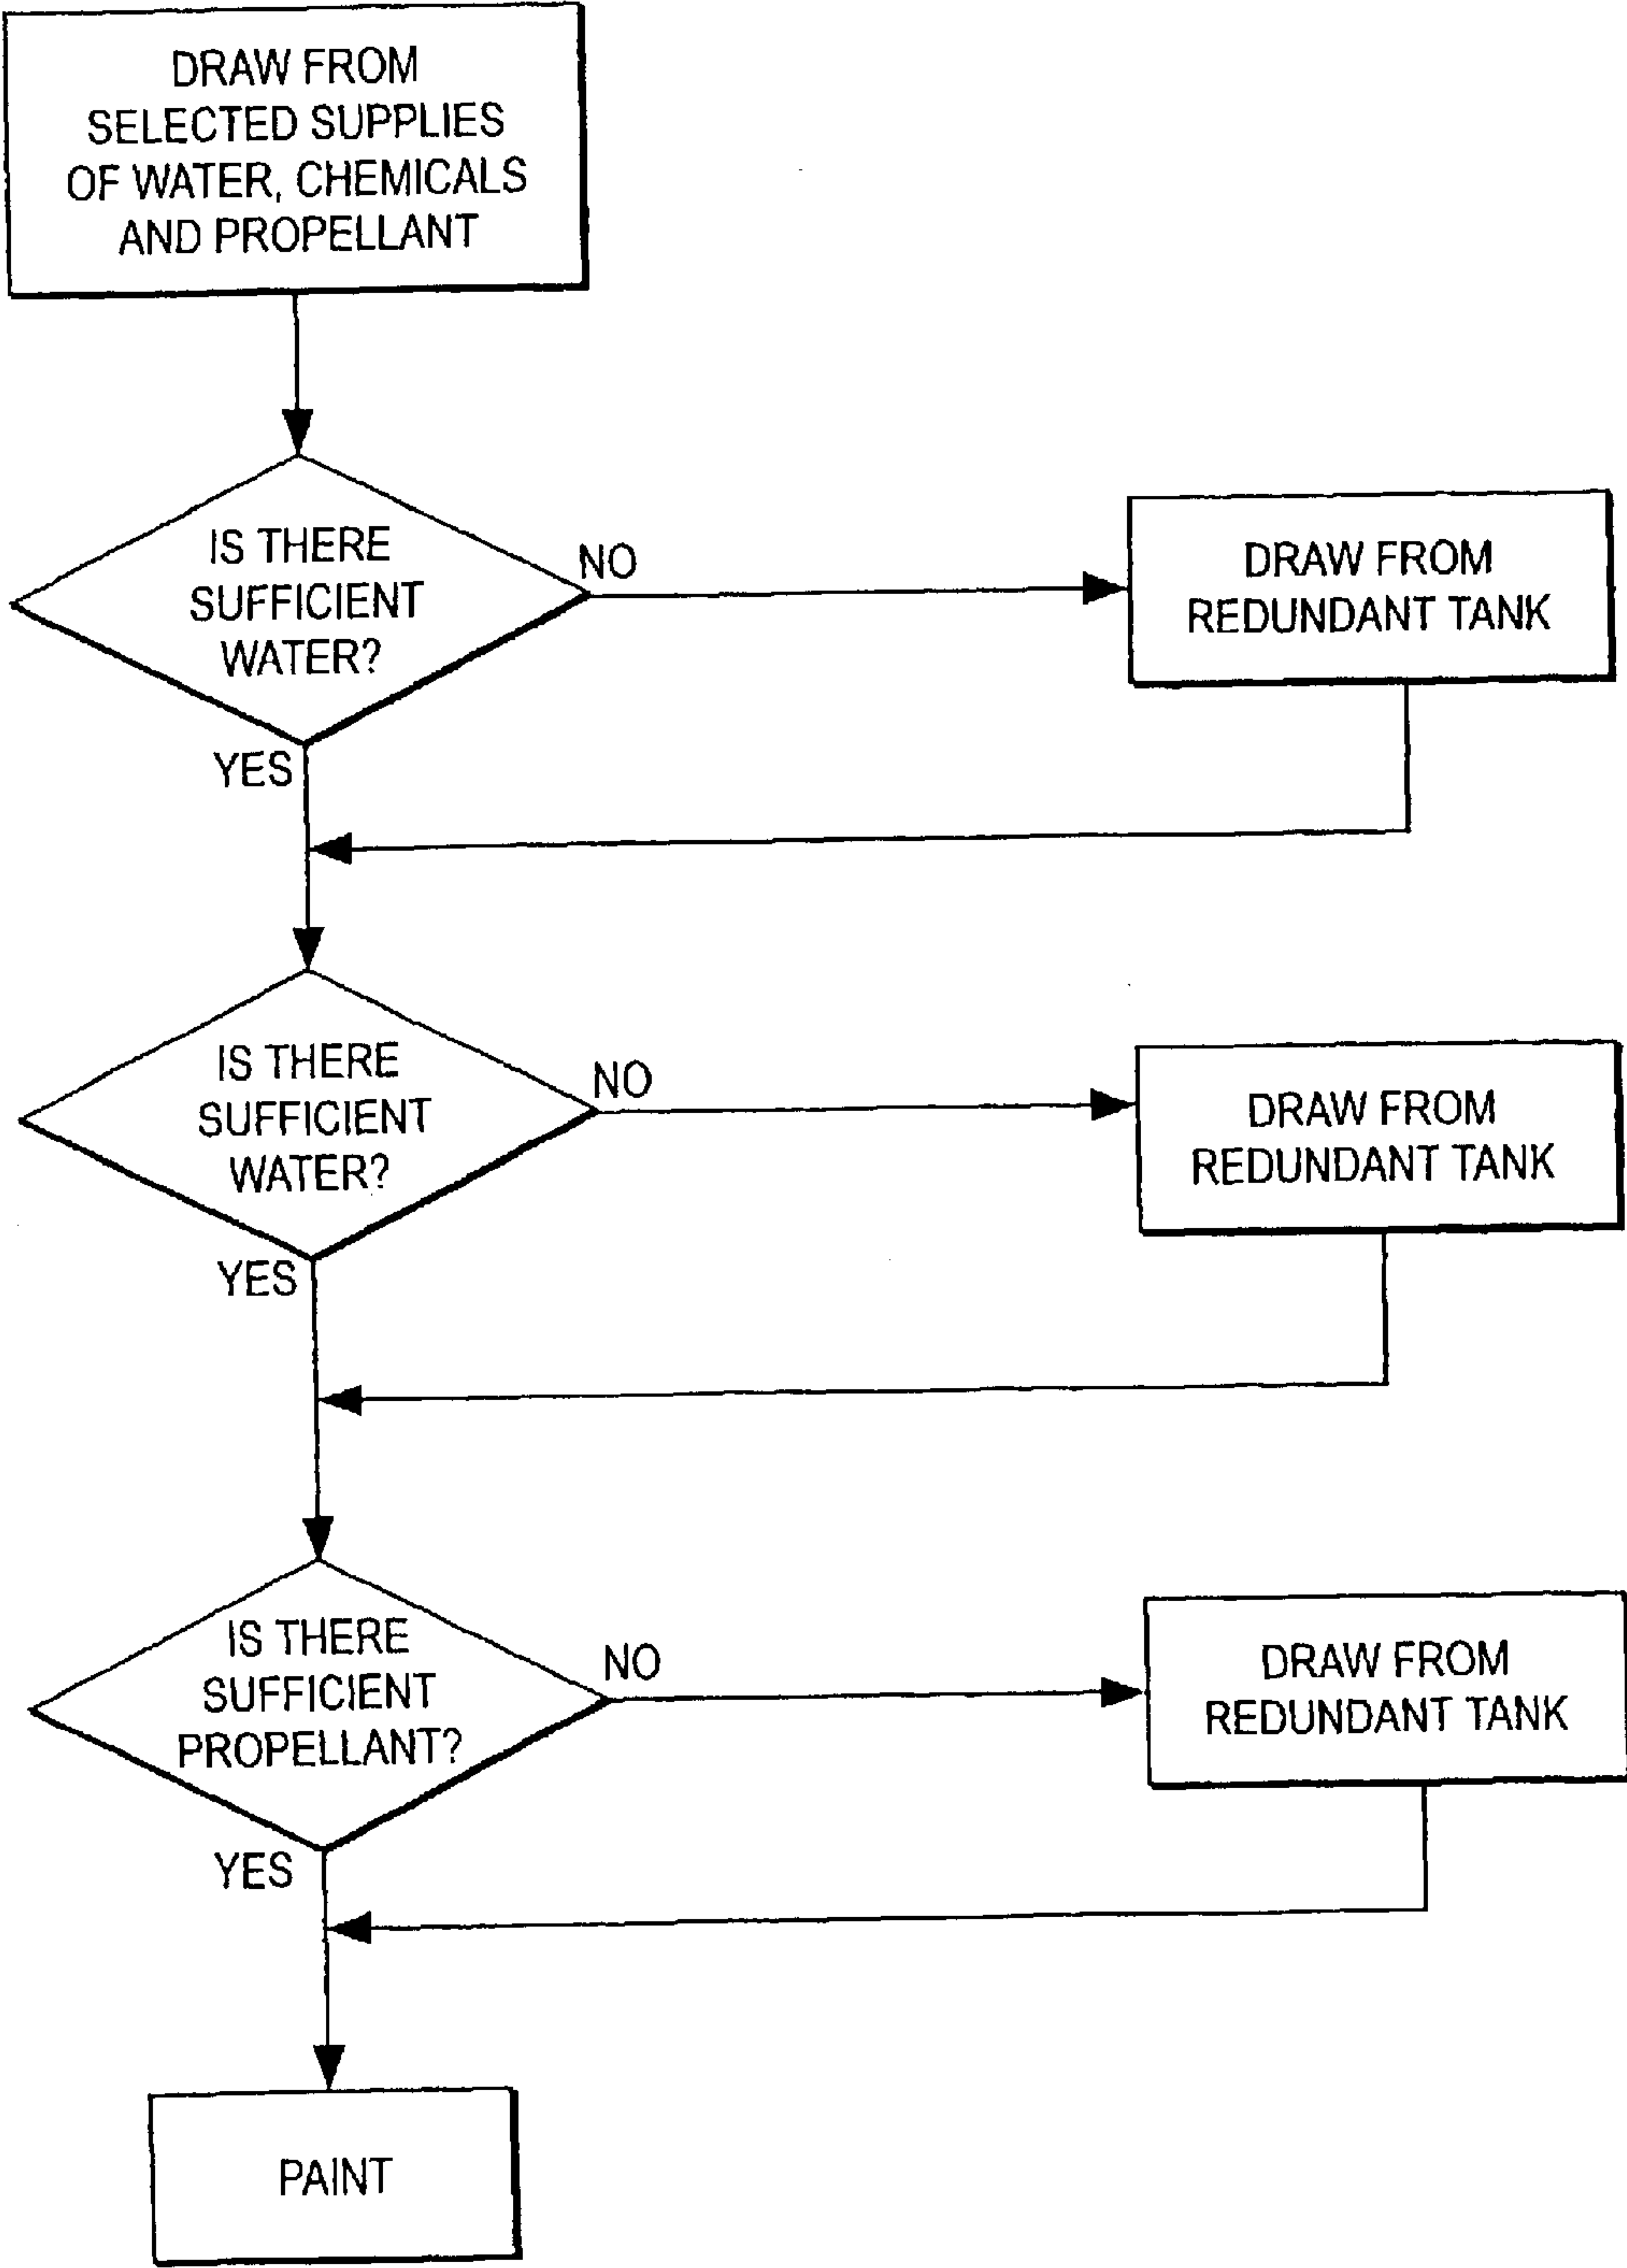 DRAW FROM
SELECTED SUPPLIES
OF WATER, CHEMICALS
AND PROPELLANT
IS THERE
SUFFICIENT
WATER?
NO
DRAW FROM
REDUNDANT TANK
YES
IS THERE
SUFFICIENT
WATER?
NO
DRAW FROM
REDUNDANT TANK
YES
IS THERE
SUFFICIENT
PROPELLANT?
NO
DRAW FROM
REDUNDANT TANK
YES
PAINT